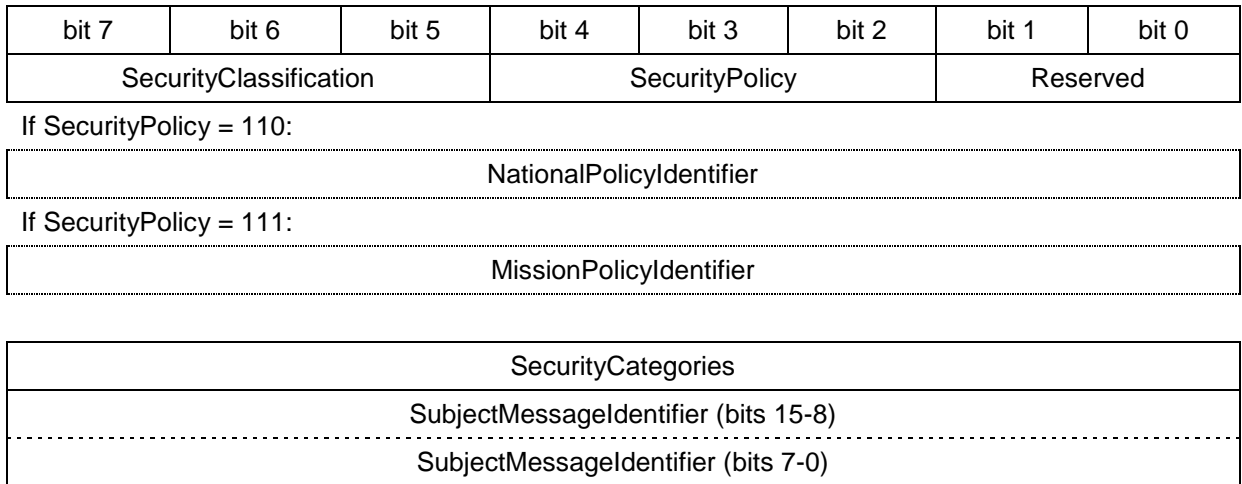 bit 7 bit 6 bit 5 bit 4 bit 3 bit 2 bit 1 bit 0
SecurityClassification SecurityPolicy Reserved
If SecurityPolicy = 110:
NationalPolicyIdentifier
If SecurityPolicy = 111:
MissionPolicyIdentifier
SecurityCategories
SubjectMessageIdentifier (bits 15-8)
SubjectMessageIdentifier (bits 7-0)